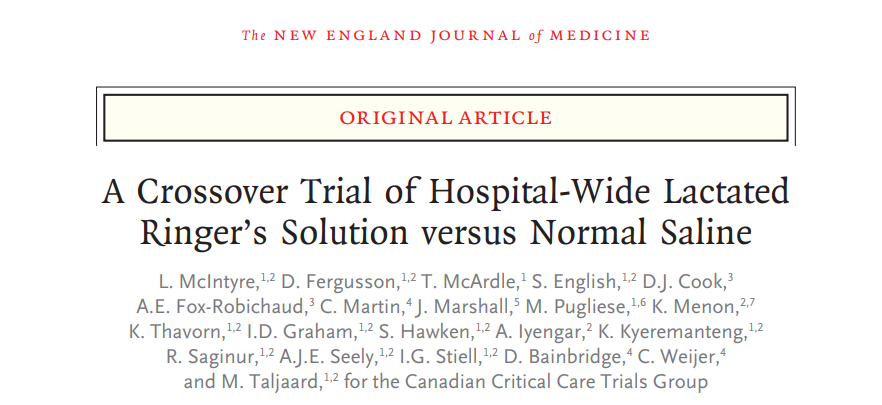 The NEW ENGLAND JOURNAL of MEDICINE
ORIGINAL ARTICLE
A Crossover Trial of Hospital-Wide Lactated
Ringer’s Solution versus Normal Saline
L. McIntyre,1,2 D. Fergusson,1,2 T. McArdle,1 S. English,1,2 D.J. Cook,3
A.E. Fox-Robichaud,3 C. Martin,4 J. Marshall,5 M. Pugliese,1,6 K. Menon,2,7
K. Thavorn,1,2 I.D. Graham,1,2 S. Hawken,1,2 A. Iyengar,2 K. Kyeremanteng,1,2
R. Saginur,1,2 A.J.E. Seely,1,2 I.G. Stiell,1,2 D. Bainbridge,4 C. Weijer,4
and M. Taljaard,1,2 for the Canadian Critical Care Trials Group